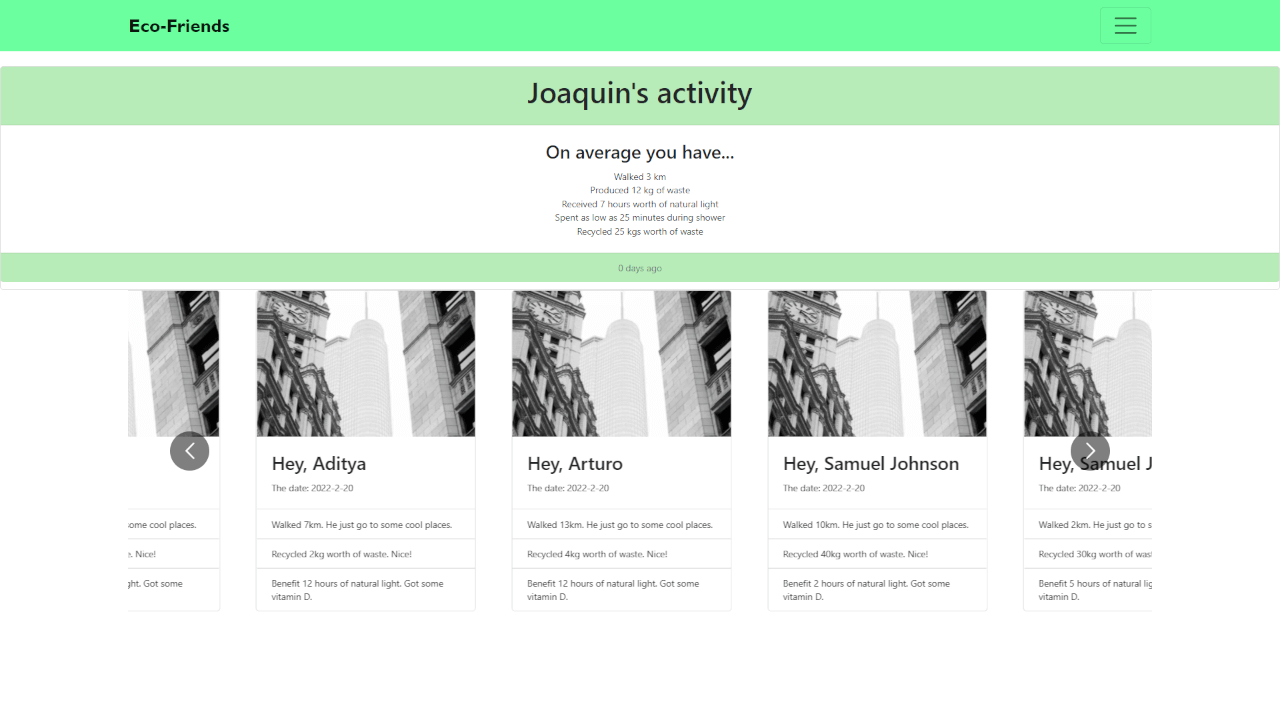 Eco-Friends
Joaquin's activity
On average you have...
Walked 3 km
Produced 12 kg of waste
Received 7 hours worth of natural light
Spent as low as 25 minutes during shower
Recycled 25 kgs worth of waste
0 days ago
some cool places.
Nice!
Got some
Hey, Aditya
The date: 2022-2-20
Walked 7km. He just go to some cool places.
Recycled 2kg worth of waste. Nice!
Benefit 12 hours of natural light. Got some
vitamin D.
Hey, Arturo
The date: 2022-2-20
Walked 13km. He just go to some cool places.
Recycled 4kg worth of waste. Nice!
Benefit 12 hours of natural light. Got some
vitamin D.
Hey, Samuel Johnson
The date: 2022-2-20
Walked 10km. He just go to some cool places.
Recycled 40kg worth of waste. Nice!
Benefit 2 hours of natural light. Got some
vitamin D.
Hey, Samuel J
The date: 2022-2-20
Walked 2km. He just go to s
Recycled 30kg worth of wast
Benefit 5 hours of natural lig
vitamin D.